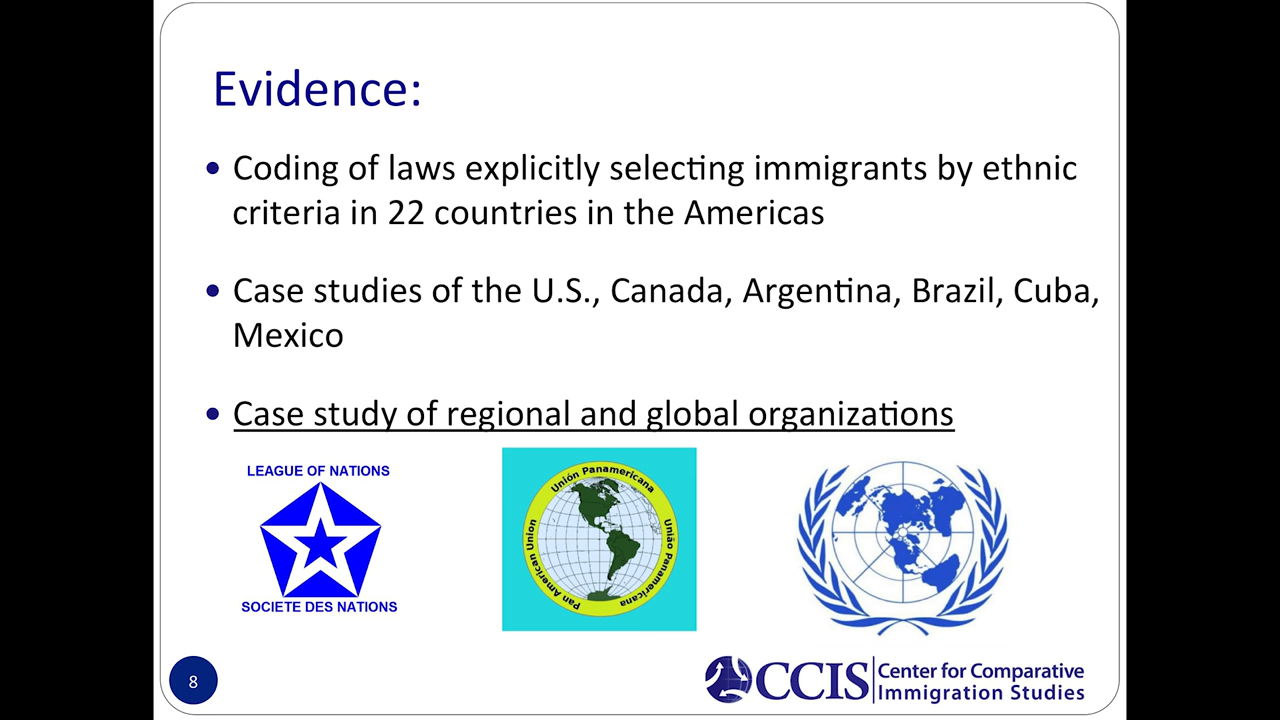 Evidence:
• Coding of laws explicitly selecting immigrants by ethnic
criteria in 22 countries in the Americas
• Case studies of the U.S., Canada, Argentina, Brazil, Cuba,
Mexico
• Case study of regional and global organizations
LEAGUE OF NATIONS
SOCIETE DES NATIONS
Unión Panamericana
União Panamericana
Pan American Union
8
CCIS
Center for Comparative
Immigration Studies